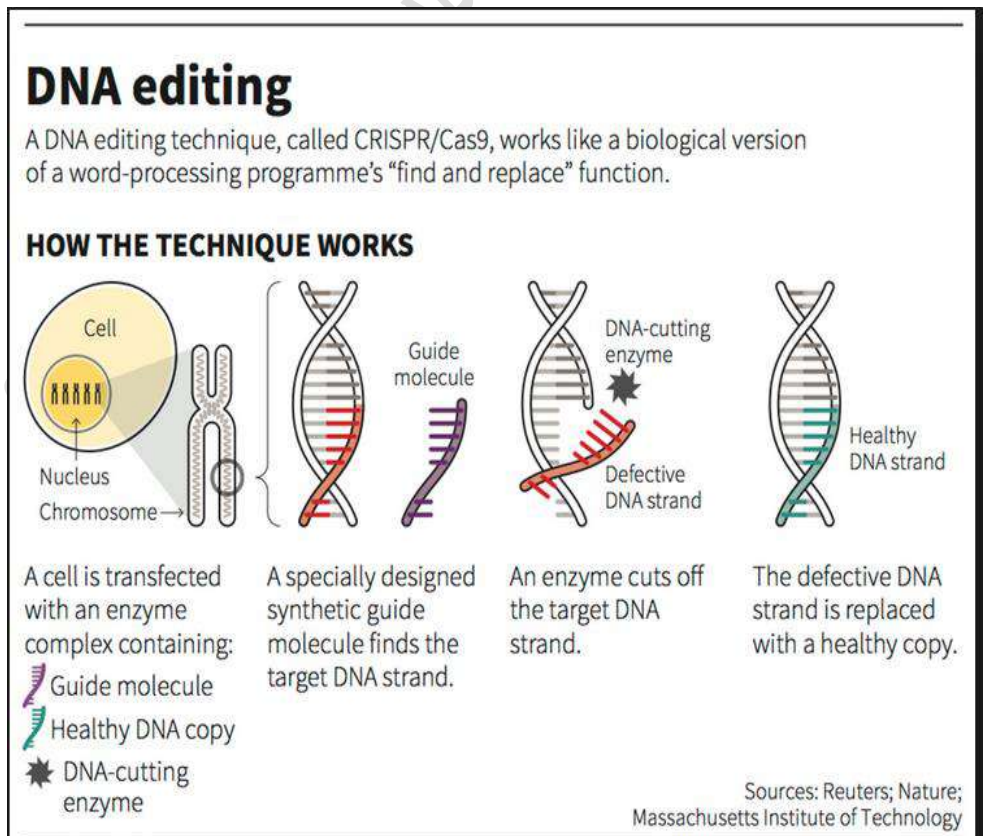 DNA editing
A DNA editing technique, called CRISPR/Cas9, works like a biological version
of a word-processing programme's “find and replace” function.
HOW THE TECHNIQUE WORKS
Cell
Nucleus
Chromosome
Guide
molecule
DNA-cutting
enzyme
Defective
DNA strand
Healthy
DNA strand
A cell is transfected
with an enzyme
complex containing:
Guide molecule
Healthy DNA copy
DNA-cutting
enzyme
A specially designed
synthetic guide
molecule finds the
target DNA strand.
An enzyme cuts off
the target DNA
strand.
The defective DNA
strand is replaced
with a healthy copy.
Sources: Reuters; Nature;
Massachusetts Institute of Technology